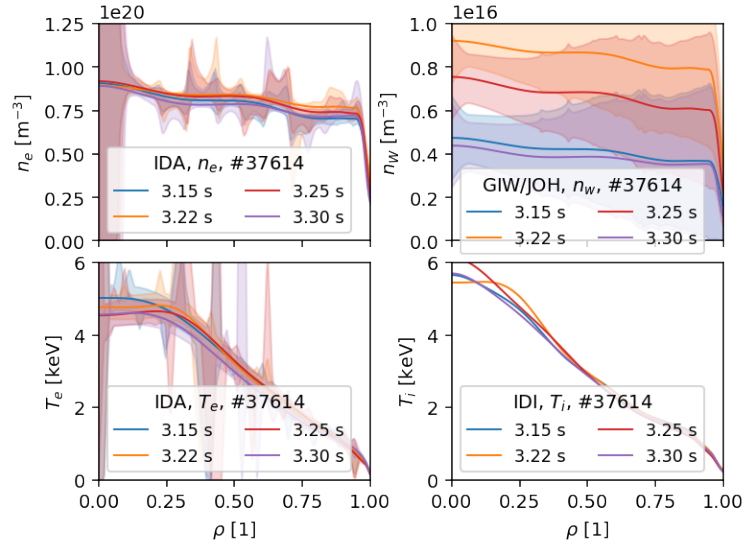 1e20
1.25
1.00
0.75
0.50
0.25
0.00
n_e [m⁻³]
IDA, n_e, #37614
3.15 s
3.25 s
3.22 s
3.30 s
1e16
1.0
0.8
0.6
0.4
0.2
0.0
n_W [m⁻³]
GIW/JOH, n_w, #37614
3.15 s
3.25 s
3.22 s
3.30 s
6
4
2
0
T_e [keV]
IDA, T_e, #37614
3.15 s
3.25 s
3.22 s
3.30 s
0.00
0.25
0.50
0.75
1.00
ρ [1]
6
4
2
0
T_i [keV]
IDI, T_i, #37614
3.15 s
3.25 s
3.22 s
3.30 s
0.00
0.25
0.50
0.75
1.00
ρ [1]